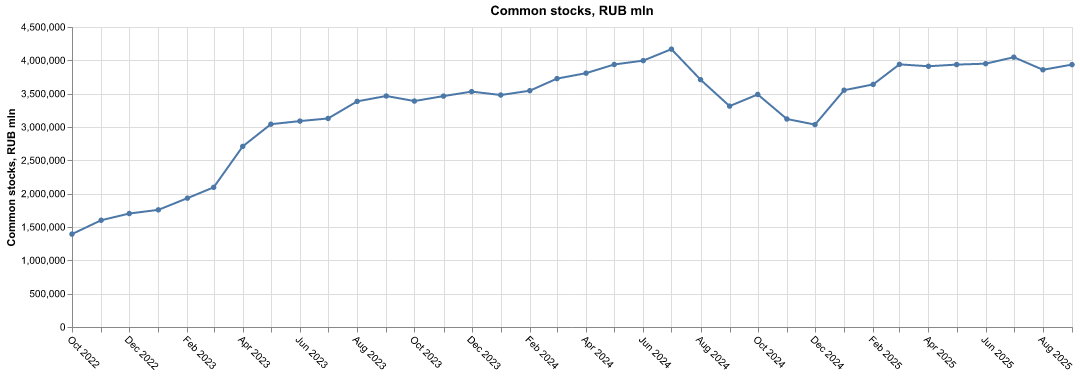 Common stocks, RUB mln
Common stocks, RUB mln
4,500,000
4,000,000
3,500,000
3,000,000
2,500,000
2,000,000
1,500,000
1,000,000
500,000
0
Oct 2022
Dec 2022
Feb 2023
Apr 2023
Jun 2023
Aug 2023
Oct 2023
Dec 2023
Feb 2024
Apr 2024
Jun 2024
Aug 2024
Oct 2024
Dec 2024
Feb 2025
Apr 2025
Jun 2025
Aug 2025